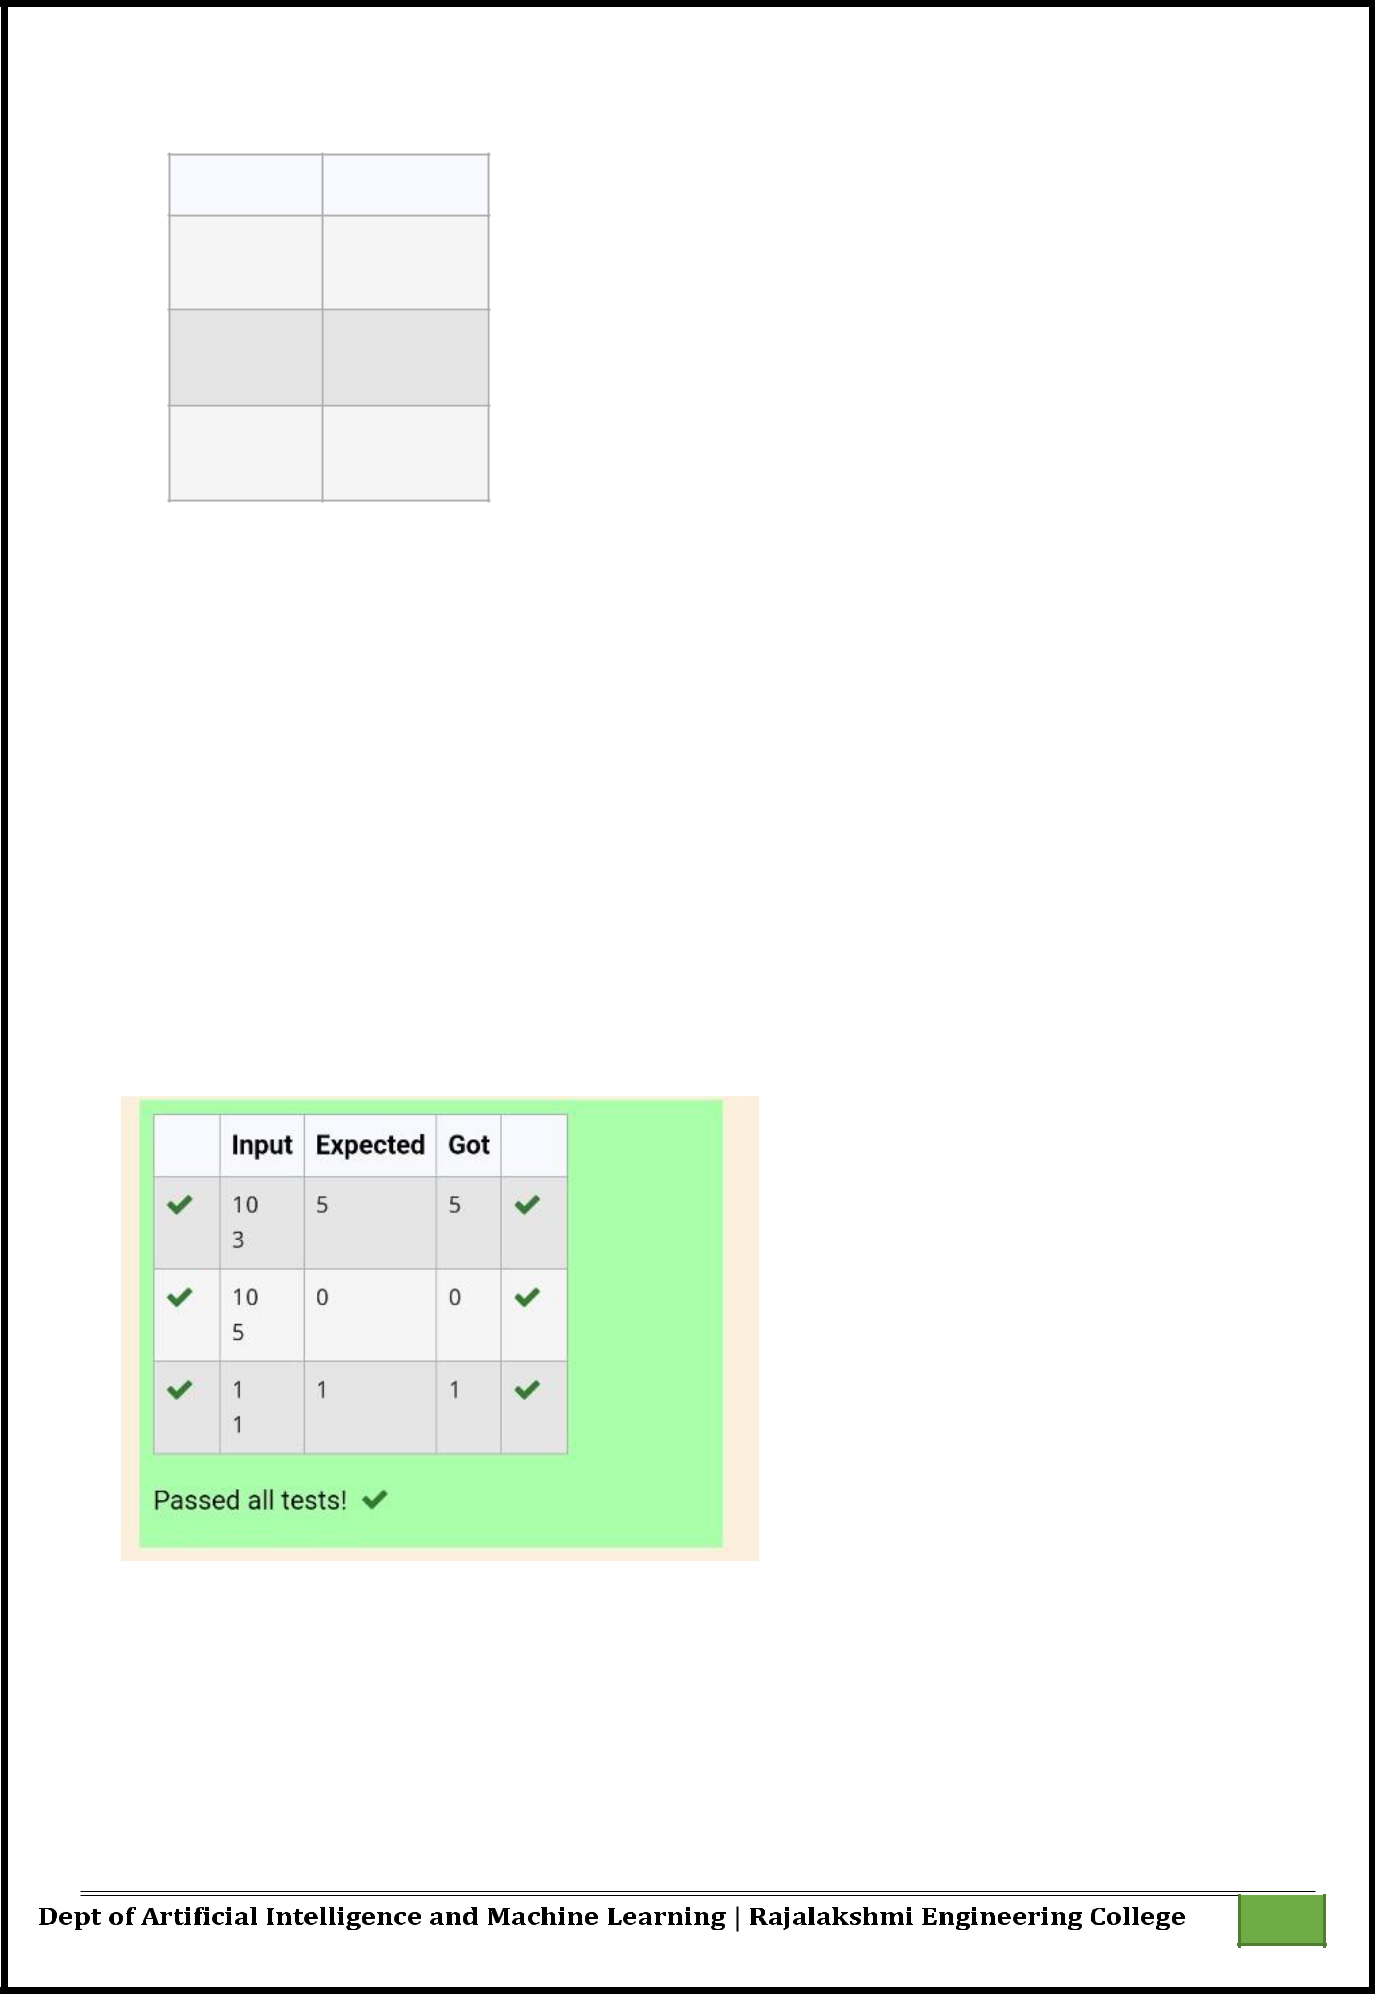 Input Expected Got
10 5 5
3
10 0 0
5
1 1 1
1
Passed all tests!
Dept of Artificial Intelligence and Machine Learning | Rajalakshmi Engineering College